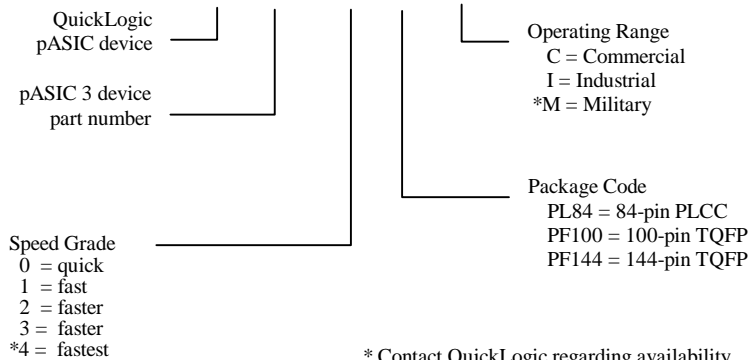 QuickLogic
pASIC device
pASIC 3 device
part number
Speed Grade
0 = quick
1 = fast
2 = faster
3 = faster
*4 = fastest
Operating Range
C = Commercial
I = Industrial
*M = Military
Package Code
PL84 = 84-pin PLCC
PF100 = 100-pin TQFP
PF144 = 144-pin TQFP
* Contact QuickLogic regarding availability